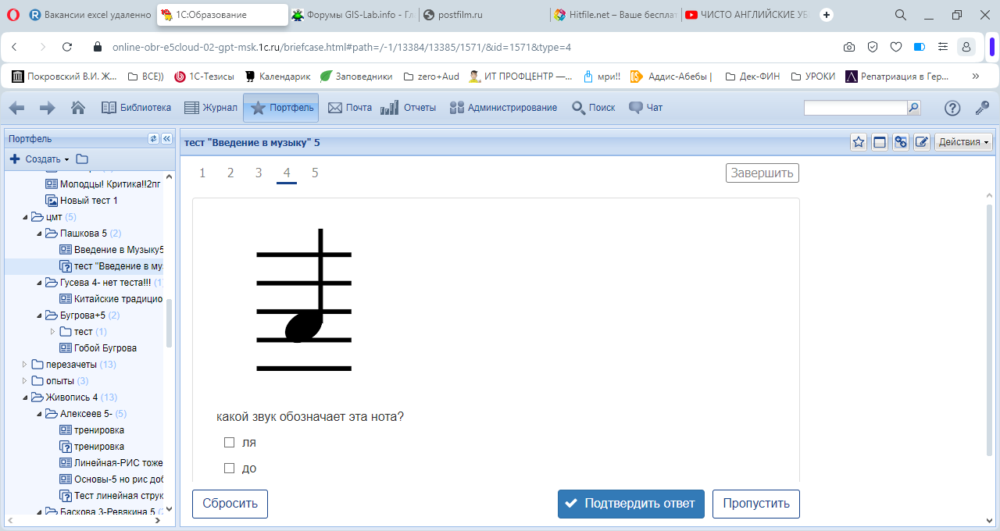 Вакансии excel удаленно
1С:Образование
Форумы GIS-Lab.info - Гл
postfilm.ru
Hitfile.net – Ваше бесплат
ЧИСТО АНГЛИЙСКИЕ УБ
online-obr-e5cloud-02-gpt-msk.1c.ru/briefcase.html#path=/-1/13384/13385/1571/&id=1571&type=4
Покровский В.И. Ж...
ВСЕ))
1С-Тезисы
Календарик
Заповедники
zero+Aud
ИТ ПРОФЦЕНТР —...
мри!!
Аддис-Абебы |
Дек-ФИН
УРОКИ
Репатриация в Гер...
Библиотека
Журнал
Портфель
Почта
Отчеты
Администрирование
Поиск
Чат
Портфель
Создать
Молодцы! Критика!!2пг
Новый тест 1
цмт (5)
Пашкова 5 (2)
Введение в Музыку5
тест "Введение в му
Гусева 4- нет теста!!! (1
Китайские традицио
Бугрова+5 (2)
тест (1)
Гобой Бугрова
перезачеты (13)
опыты (3)
Живопись 4 (13)
Алексеев 5- (5)
тренировка
тренировка
Линейная-РИС тоже
Основы-5 но рис доб
Тест линейная струк
Баскова 3-Ревякина 5
тест "Введение в музыку" 5
Действия
1 2 3 4 5
Завершить
какой звук обозначает эта нота?
ля
до
Сбросить
Подтвердить ответ
Пропустить